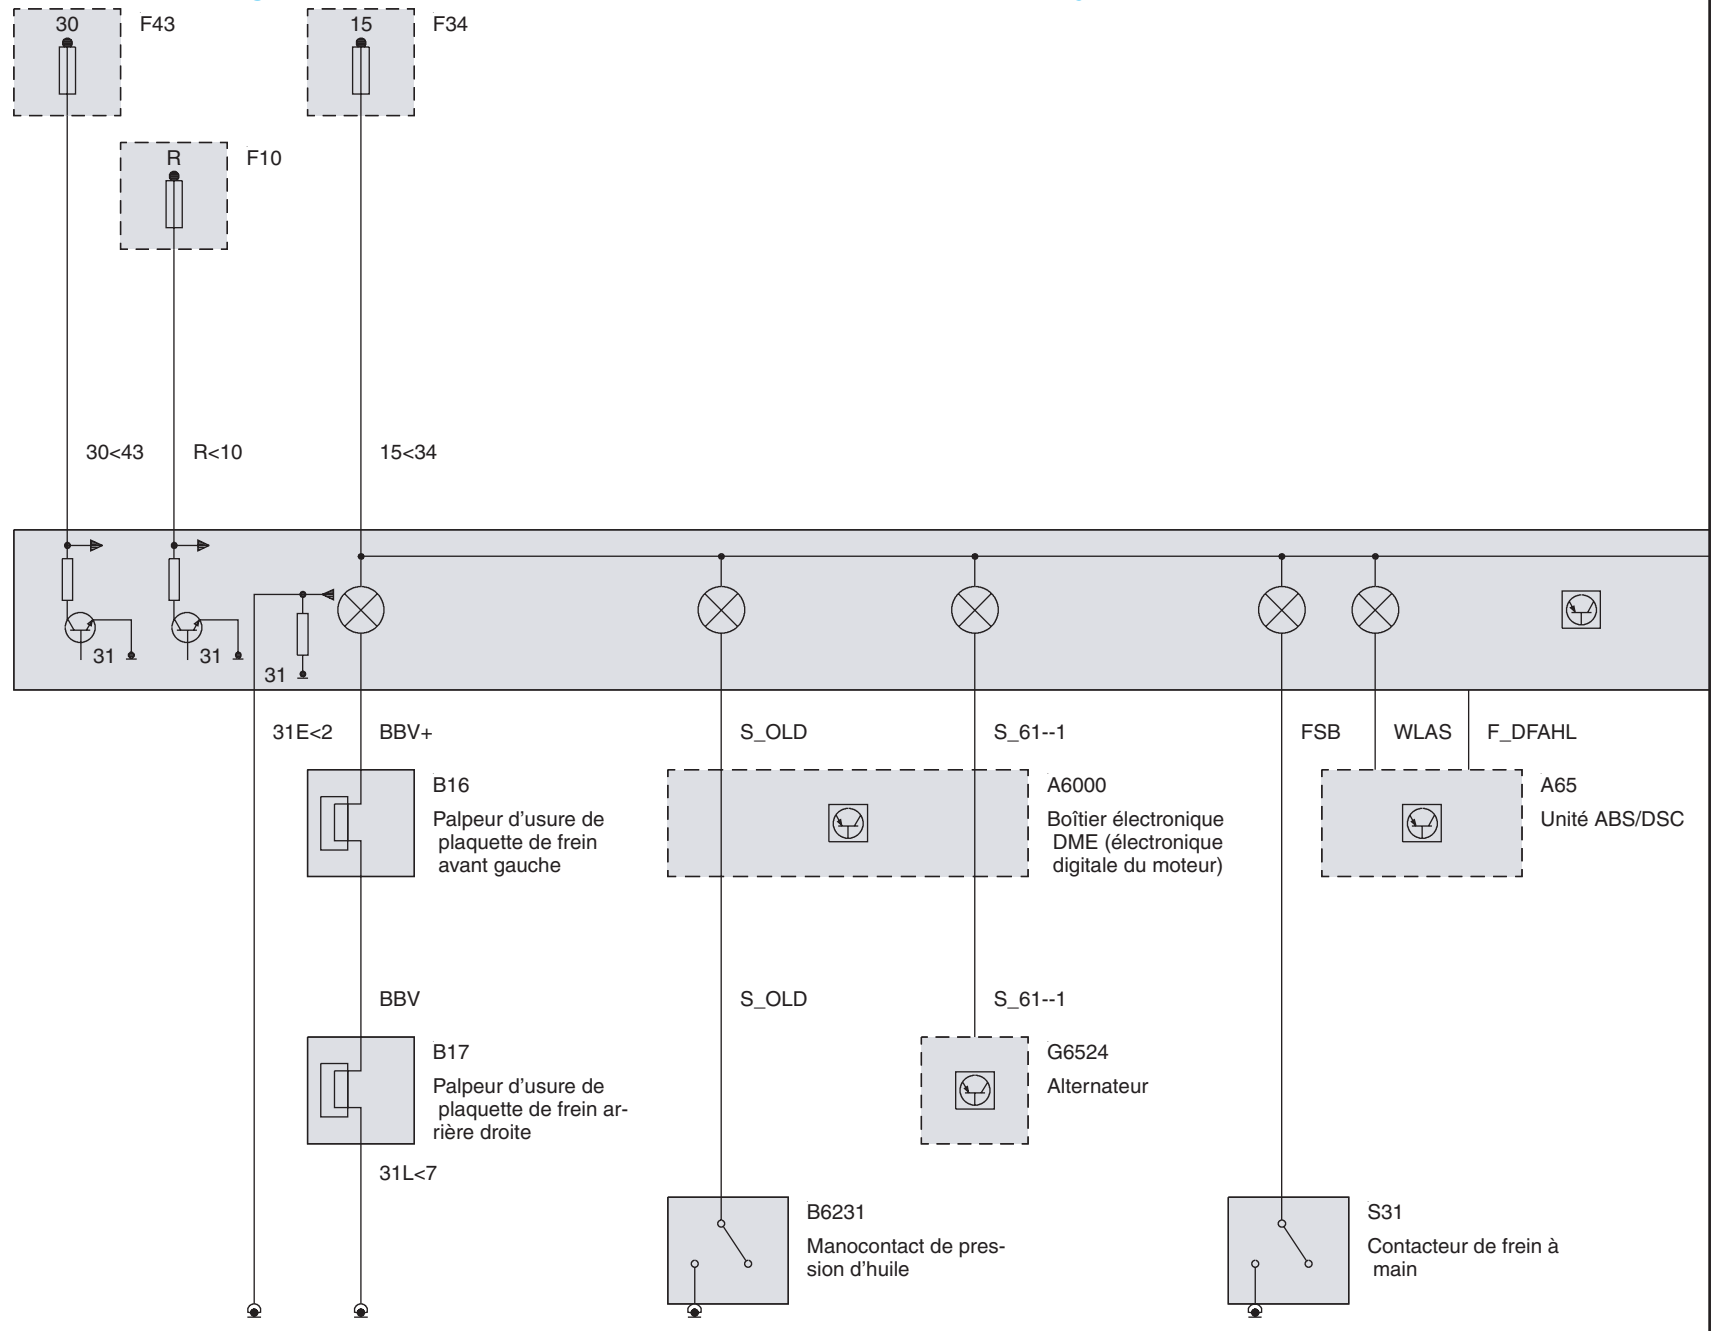 30
F43
15
F34
R
F10
30<43
R<10
15<34
31
31
31
31E<2
BBV+
S_OLD
S_61--1
FSB
WLAS
F_DFAHL
B16
Palpeur d'usure de
plaquette de frein
avant gauche
A6000
Boîtier électronique
DME (électronique
digitale du moteur)
A65
Unité ABS/DSC
BBV
S_OLD
S_61--1
B17
Palpeur d'usure de
plaquette de frein ar-
rière droite
G6524
Alternateur
31L<7
B6231
Manocontact de pres-
sion d'huile
S31
Contacteur de frein à
main